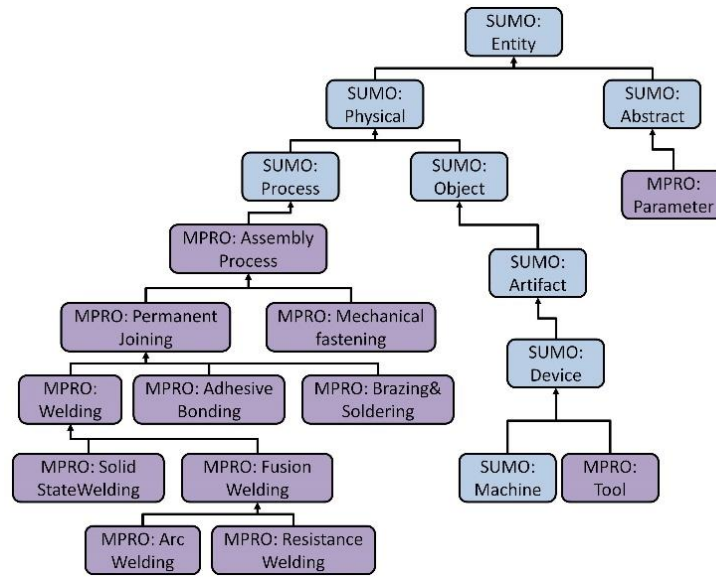 SUMO:
Entity
SUMO:
Physical
SUMO:
Abstract
SUMO:
Process
SUMO:
Object
MPRO:
Parameter
MPRO: Assembly
Process
SUMO:
Artifact
MPRO: Permanent
Joining
MPRO: Mechanical
fastening
SUMO:
Device
MPRO:
Welding
MPRO: Adhesive
Bonding
MPRO: Brazing&
Soldering
MPRO: Solid
StateWelding
MPRO: Fusion
Welding
SUMO:
Machine
MPRO:
Tool
MPRO: Arc
Welding
MPRO: Resistance
Welding